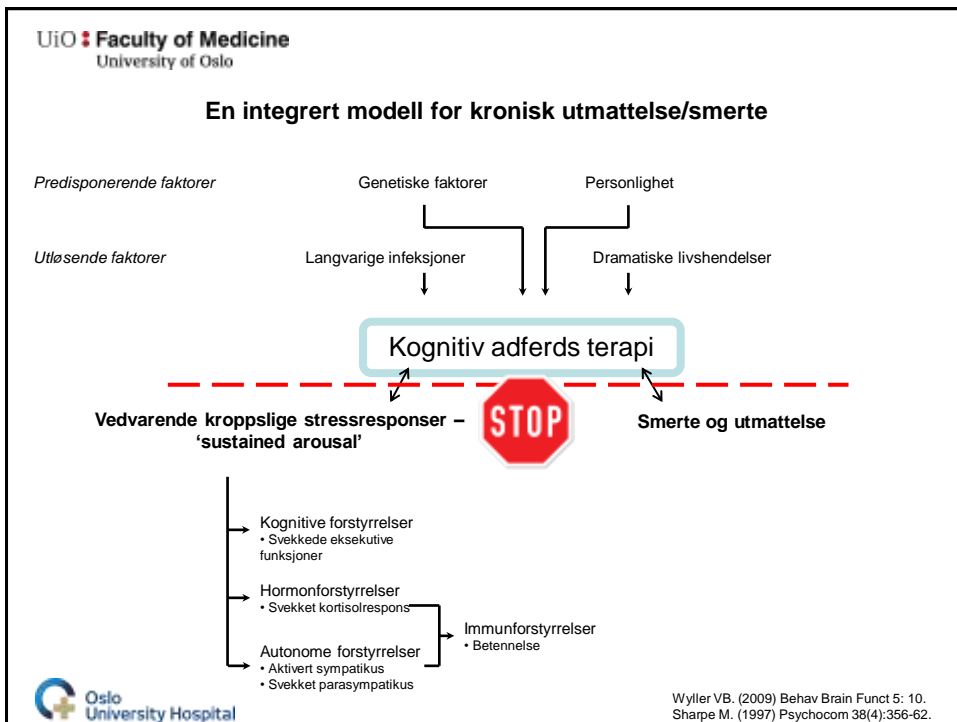 UiO Faculty of Medicine
University of Oslo
En integrert modell for kronisk utmattelse/smerte
Predisponerende faktorer
Genetiske faktorer
Personlighet
Utløsende faktorer
Langvarige infeksjoner
Dramatiske livshendelser
Kognitiv adferds terapi
Vedvarende kroppslige stressresponser –
‘sustained arousal’
STOP
Smerte og utmattelse
Kognitive forstyrrelser
• Svekkede eksekutive
funksjoner
Hormonforstyrrelser
• Svekket kortisolrespons
Immunforstyrrelser
• Betennelse
Autonome forstyrrelser
• Aktivert sympatikus
• Svekket parasympatikus
Oslo
University Hospital
Wyller VB. (2009) Behav Brain Funct 5: 10.
Sharpe M. (1997) Psychocom 38(4):356-62.